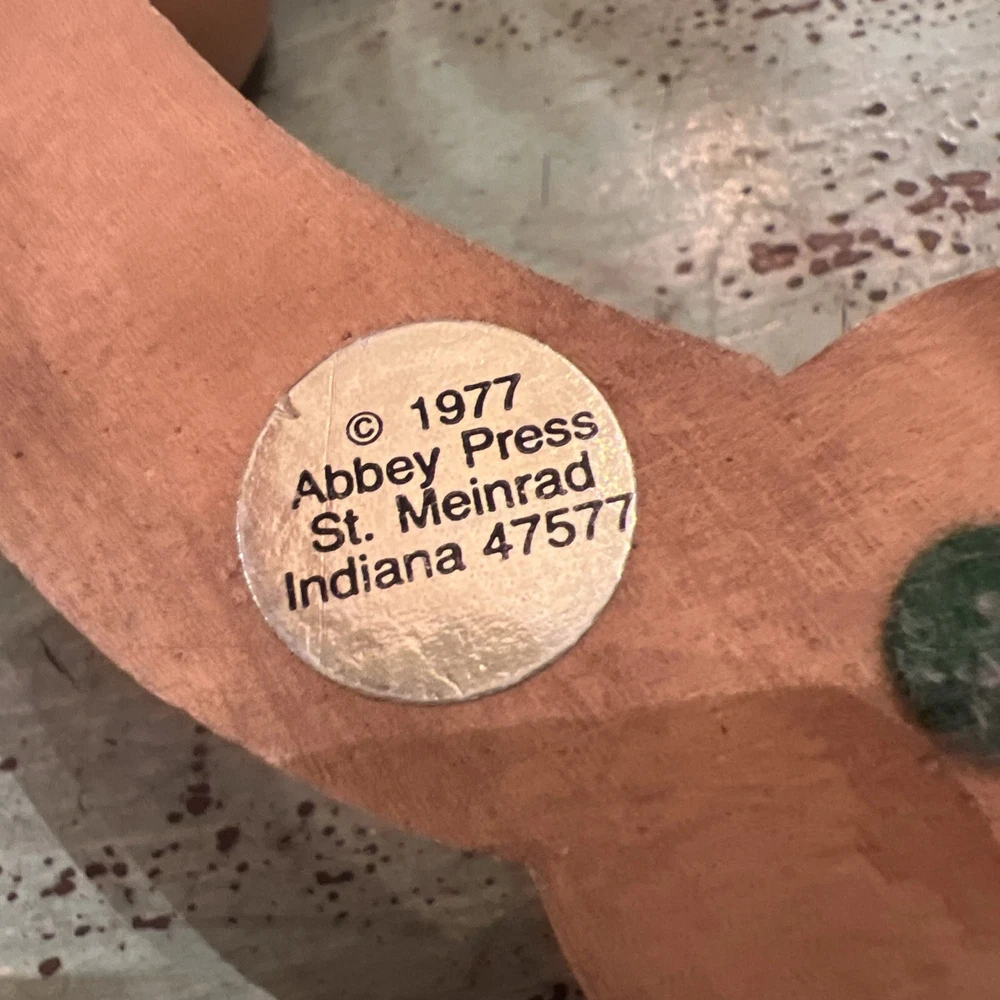 © 1977
Abbey Press
St. Meinrad
Indiana 47577